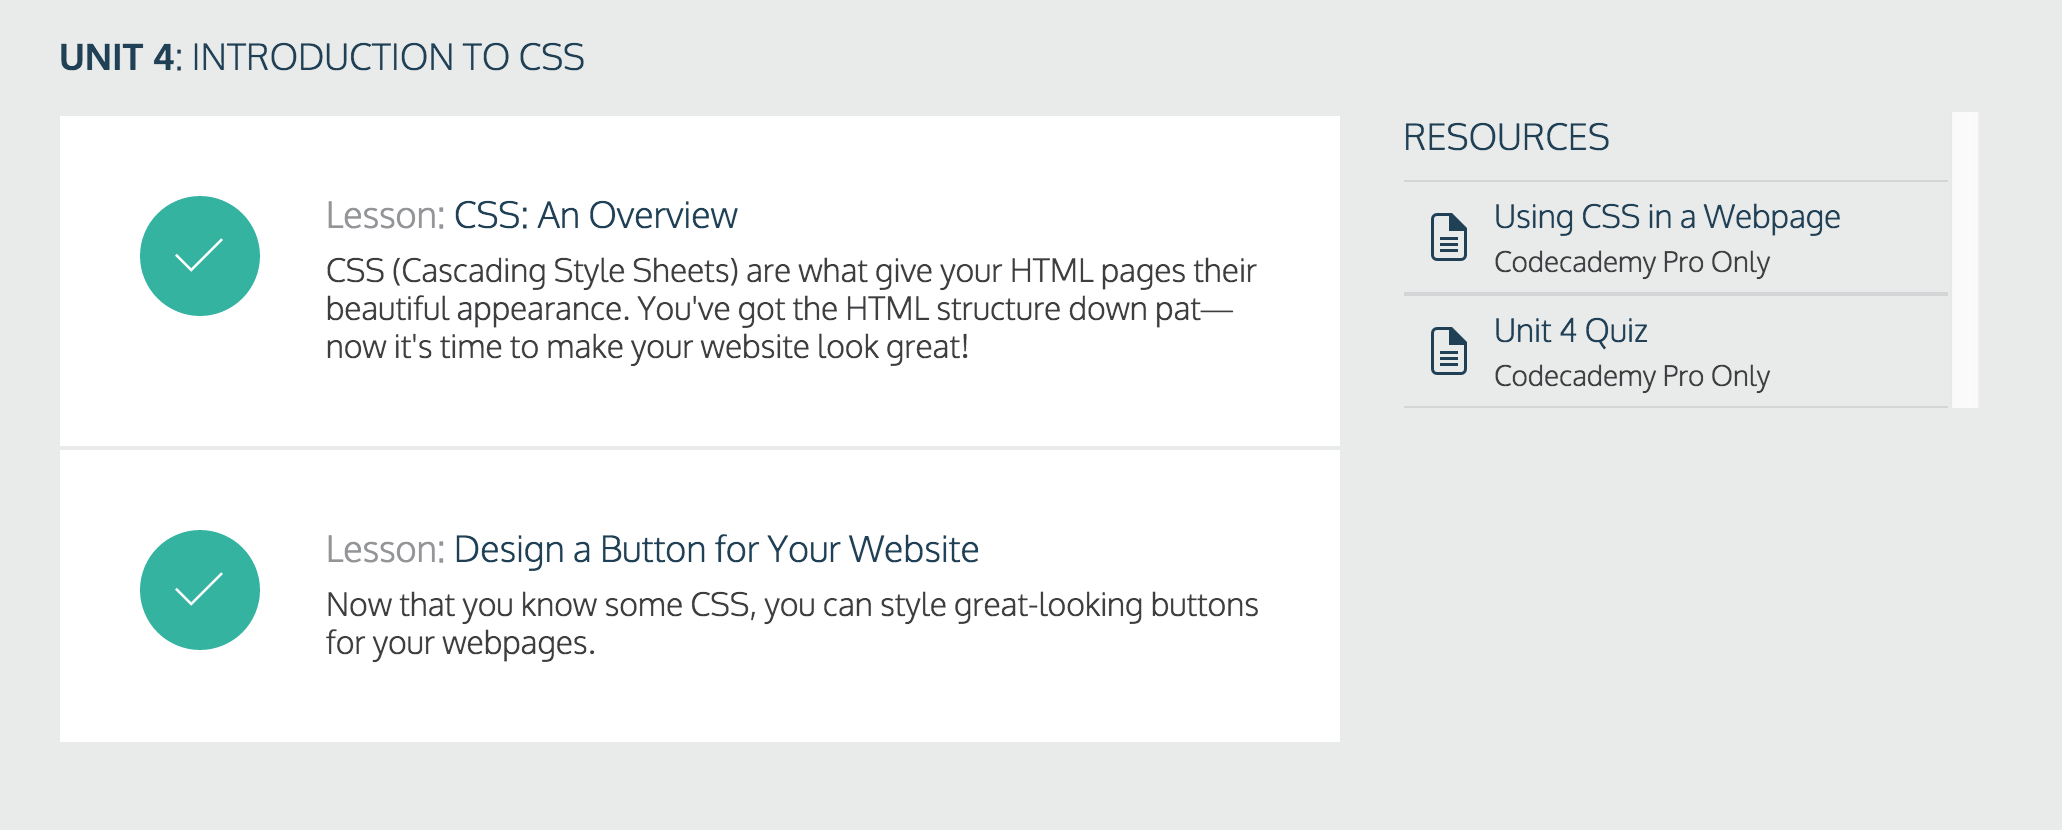 UNIT 4: INTRODUCTION TO CSS
Lesson: CSS: An Overview
CSS (Cascading Style Sheets) are what give your HTML pages their
beautiful appearance. You've got the HTML structure down pat—
now it's time to make your website look great!
Lesson: Design a Button for Your Website
Now that you know some CSS, you can style great-looking buttons
for your webpages.
RESOURCES
Using CSS in a Webpage
Codecademy Pro Only
Unit 4 Quiz
Codecademy Pro Only